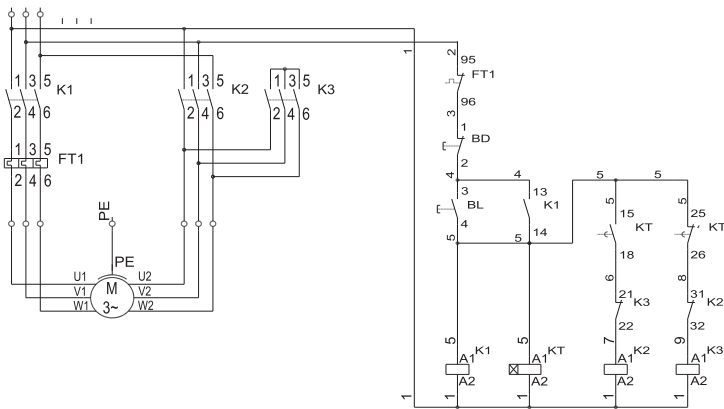 1 3 5 K1
2 4 6
1 3 5 FT1
2 4 6
1 3 5 K2
2 4 6
K3
1 3 5
2 4 6
PE
PE
U1 U2
V1 M V2
W1 3~ W2
1
2
95
FT1
96
3
1
BD
2
4
4
3
BL
4
5
13
K1
14
5
5
5
5
15
KT
18
6
21
K3
22
7
5
25
KT
26
8
31
K2
32
9
5
A1 K1
A2
1
5
A1 KT
A2
1
A1 K2
A2
1
A1 K3
A2
1
1